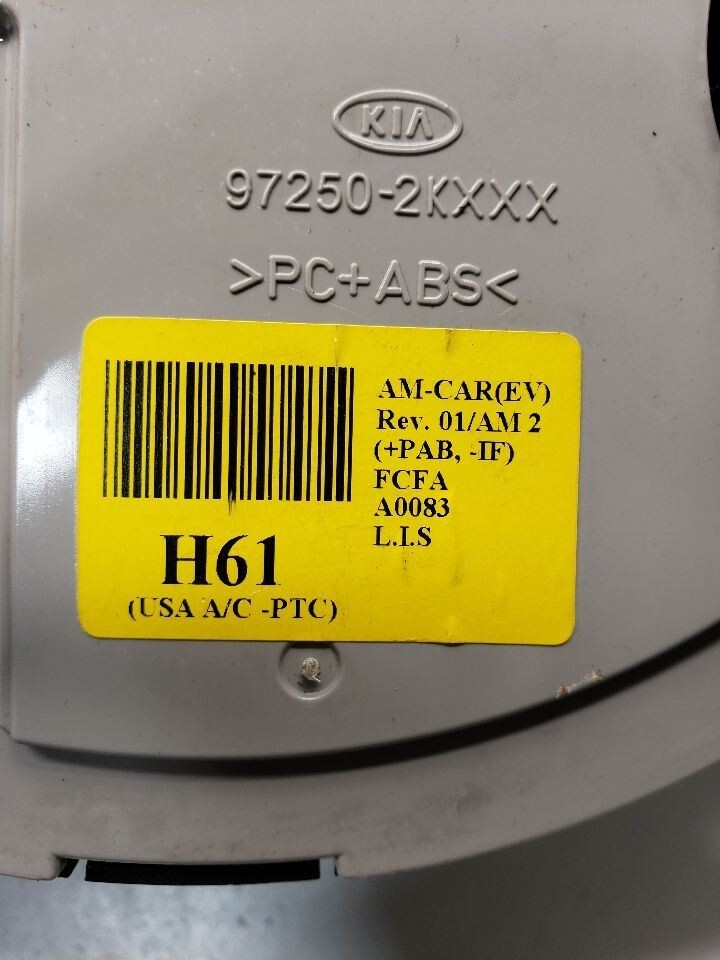 KIA
97250-2KXXX
>PC+ABS<
AM-CAR(EV)
Rev. 01/AM 2
(+PAB, -IF)
FCFA
A0083
L.I.S
H61
(USA A/C -PTC)